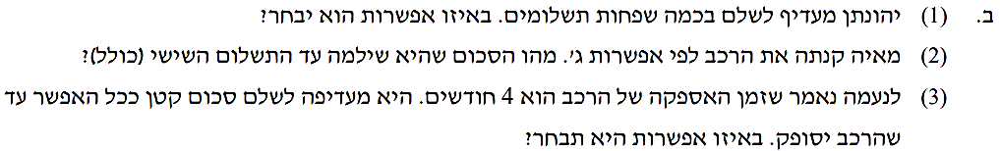 ב. (1) יהונתן מעדיף לשלם בכמה שפחות תשלומים. באיזו אפשרות הוא יבחר?
(2) מאיה קנתה את הרכב לפי אפשרות ג'. מהו הסכום שהיא שילמה עד התשלום השישי (כולל)?
(3) לנעמה נאמר שזמן האספקה של הרכב הוא 4 חודשים. היא מעדיפה לשלם סכום קטן ככל האפשר עד
שהרכב יסופק. באיזו אפשרות היא תבחר?